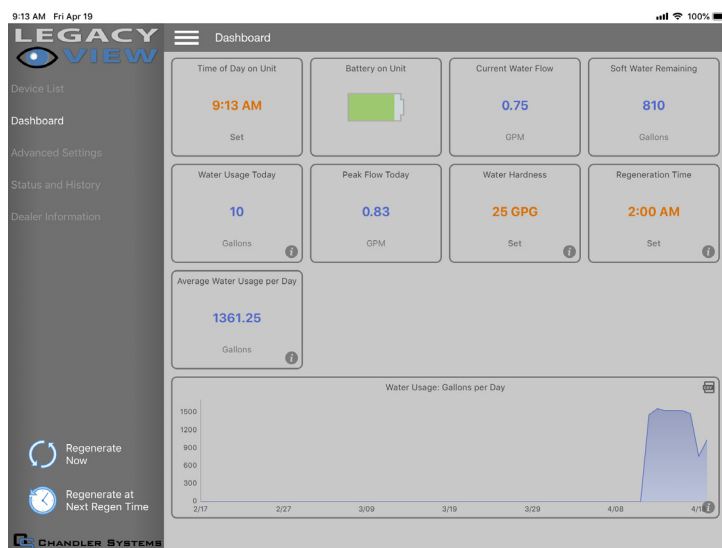 9:13 AM Fri Apr 19
100%
LEGACY
VIEW
Dashboard
Device List
Dashboard
Advanced Settings
Status and History
Dealer Information
Regenerate
Now
Regenerate at
Next Regen Time
CHANDLER SYSTEMS
Time of Day on Unit
9:13 AM
Set
Battery on Unit
Current Water Flow
0.75
GPM
Soft Water Remaining
810
Gallons
Water Usage Today
10
Gallons
Peak Flow Today
0.83
GPM
Water Hardness
25 GPG
Set
Regeneration Time
2:00 AM
Set
Average Water Usage per Day
1361.25
Gallons
Water Usage: Gallons per Day
1500
1200
900
600
300
0
2/17 2/27 3/09 3/19 3/29 4/08